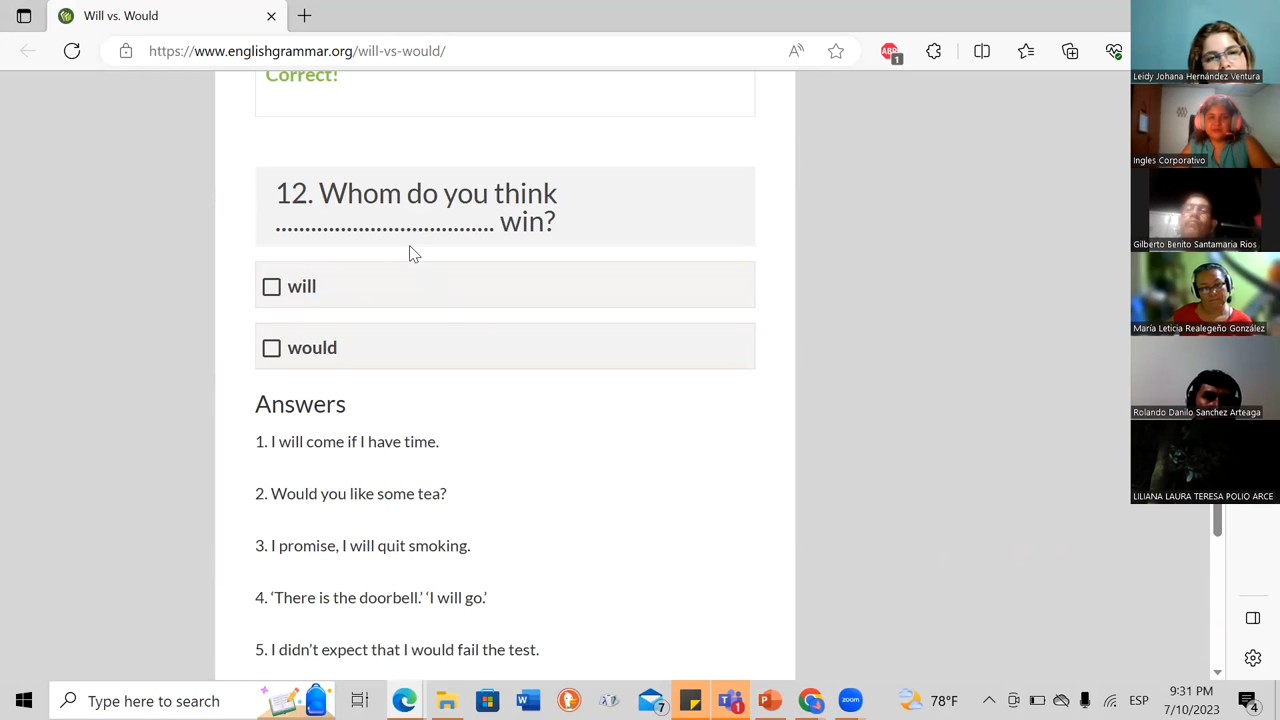 Will vs. Would
https://www.englishgrammar.org/will-vs-would/
Correct!
12. Whom do you think
..................................... win?
will
would
Answers
1. I will come if I have time.
2. Would you like some tea?
3. I promise, I will quit smoking.
4. ‘There is the doorbell.’ ‘I will go.’
5. I didn’t expect that I would fail the test.
Leidy Johana Hernández Ventura
Ingles Corporativo
Gilberto Benito Santamaria Rios
María Leticia Realegeño González
Rolando Danilo Sanchez Arteaga
LILIANA LAURA TERESA POLIO ARCE
Type here to search
78°F
ESP
9:31 PM
7/10/2023